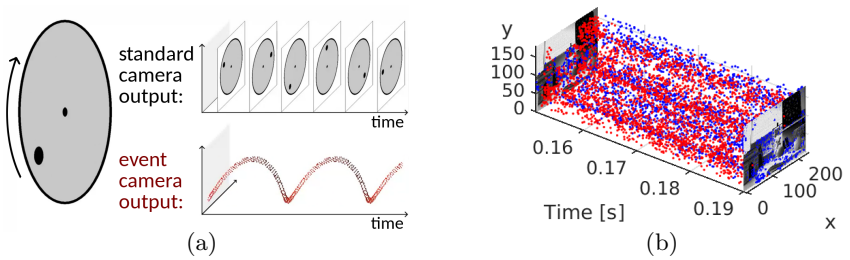 standard
camera
output:
time
event
camera
output:
time
(a)
y
150
100
50
0
0.16
0.17
0.18
0.19
Time [s]
0
100
200
x
(b)